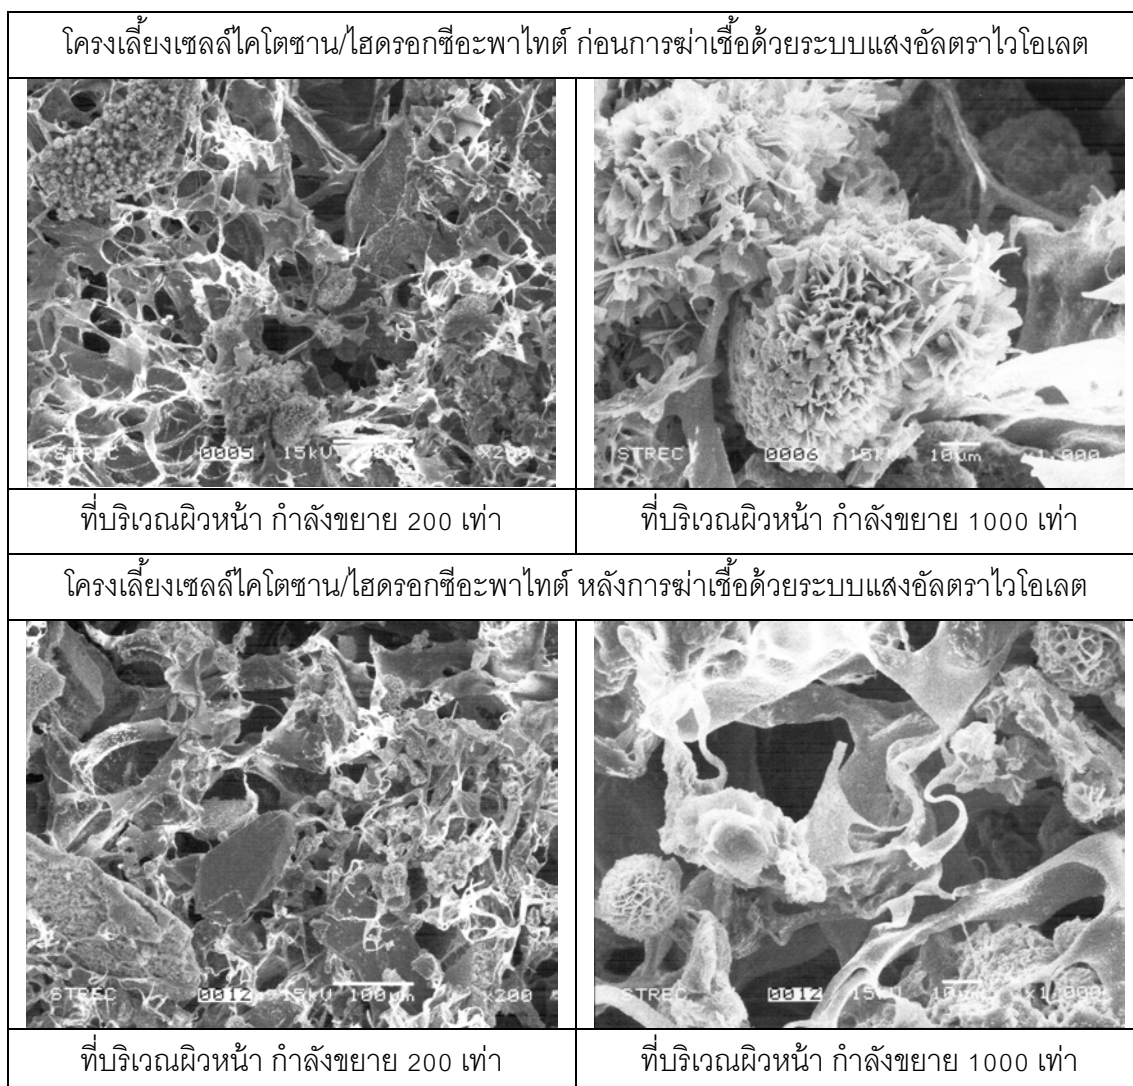 โครงเลี้ยงเซลล์ไคโตซาน/ไฮดรอกซีอะพาไทต์ ก่อนการฆ่าเชื้อด้วยระบบแสงอัลตราไวโอเลต
STREC 0005 15kV 100µm x200
STREC 0006 15kV 10µm x1,000
ที่บริเวณผิวหน้า กำลังขยาย 200 เท่า
ที่บริเวณผิวหน้า กำลังขยาย 1000 เท่า
โครงเลี้ยงเซลล์ไคโตซาน/ไฮดรอกซีอะพาไทต์ หลังการฆ่าเชื้อด้วยระบบแสงอัลตราไวโอเลต
STREC 0012 15kV 100µm x200
STREC 0012 15kV 10µm x1,000
ที่บริเวณผิวหน้า กำลังขยาย 200 เท่า
ที่บริเวณผิวหน้า กำลังขยาย 1000 เท่า